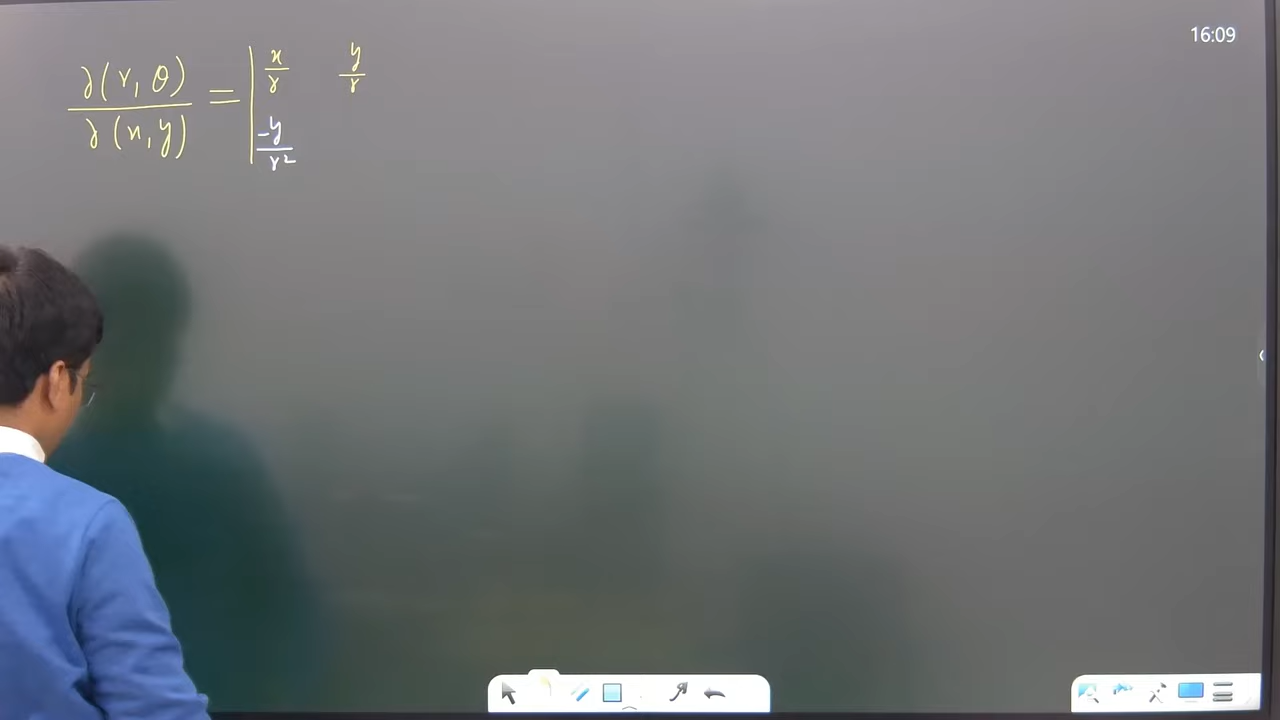 16:09
∂(r, θ)/∂(x, y) = | x/r y/r
-y/r²